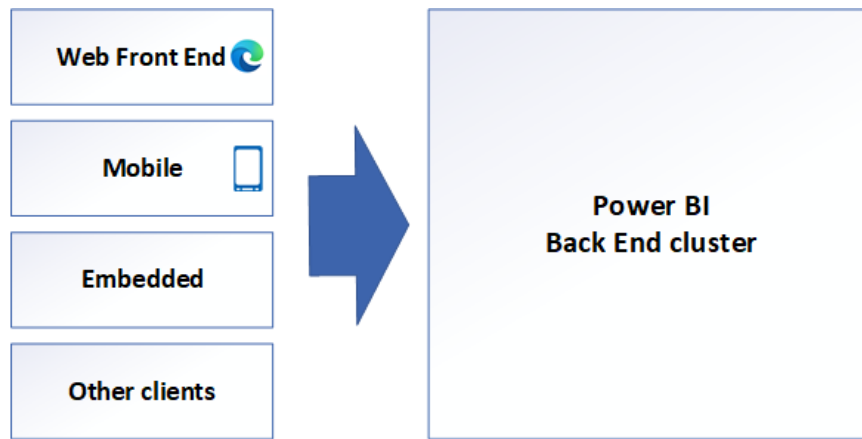 Web Front End
Mobile
Embedded
Other clients
Power BI
Back End cluster